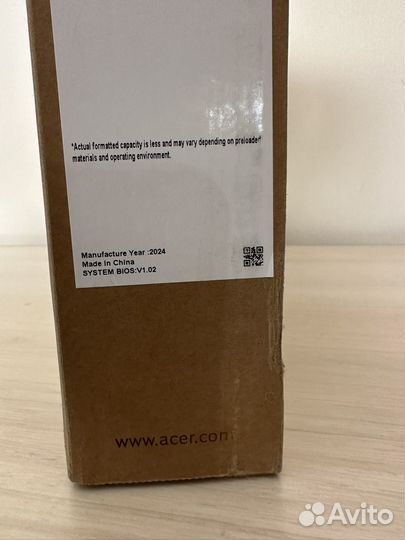 *Actual formatted capacity is less and may vary depending on preloaded
materials and operating environment.
Manufacture Year :2024
Made in China
SYSTEM BIOS:V1.02
www.acer.com
Avito